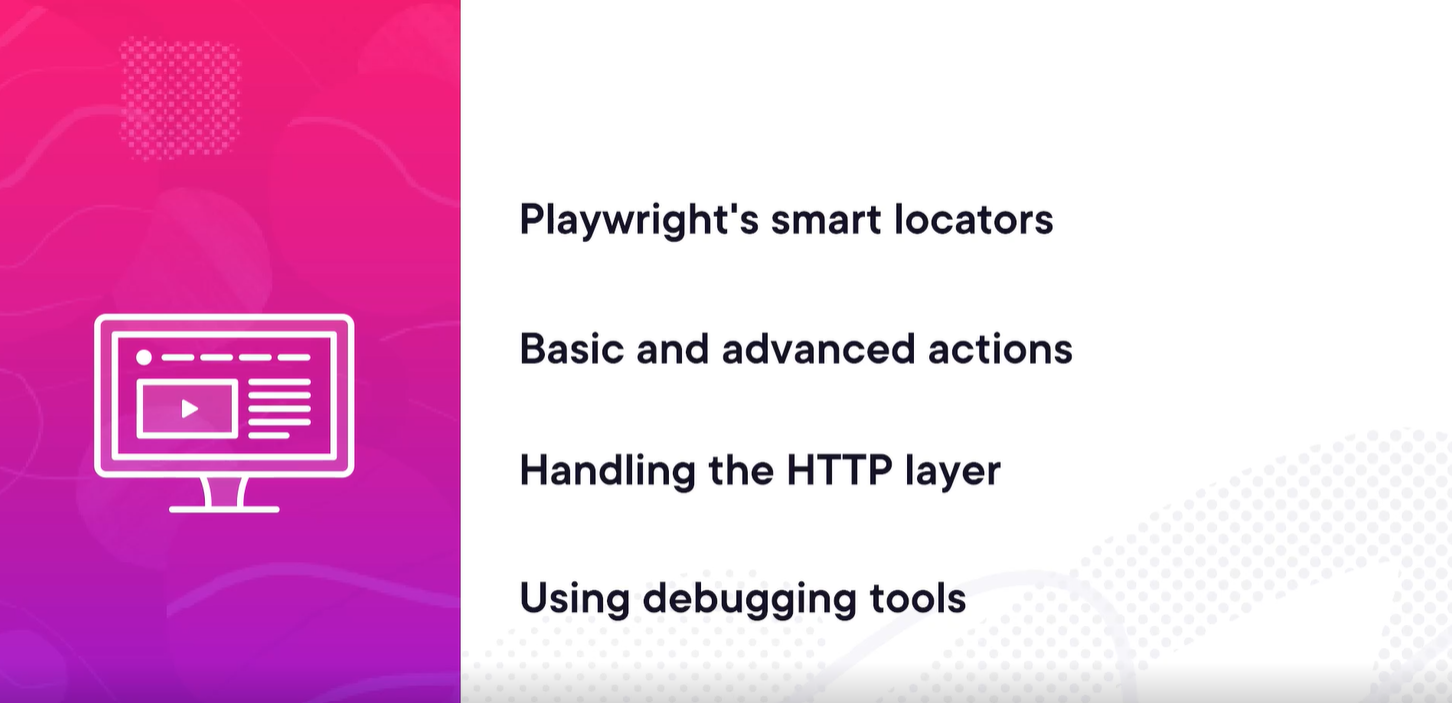 Playwright's smart locators
Basic and advanced actions
Handling the HTTP layer
Using debugging tools